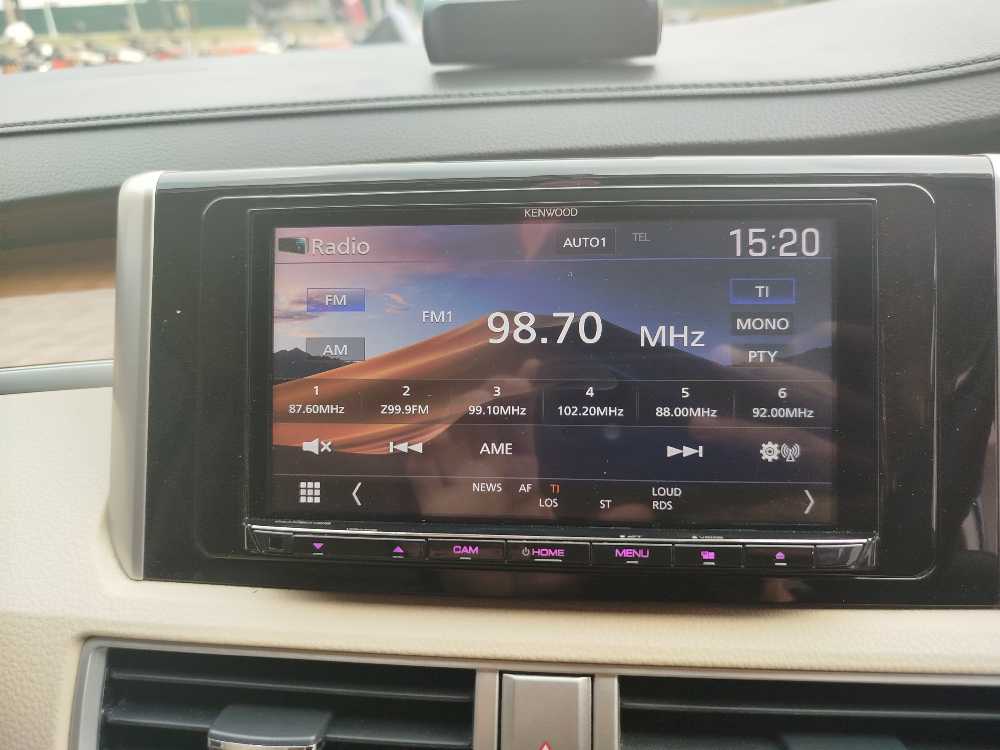 KENWOOD
Radio
AUTO1
TEL
15:20
FM
TI
FM1
98.70 MHz
MONO
AM
PTY
1 2 3 4 5 6
87.60MHz Z99.9FM 99.10MHz 102.20MHz 88.00MHz 92.00MHz
AME
NEWS AF TI LOUD
LOS ST RDS
CAM HOME MENU